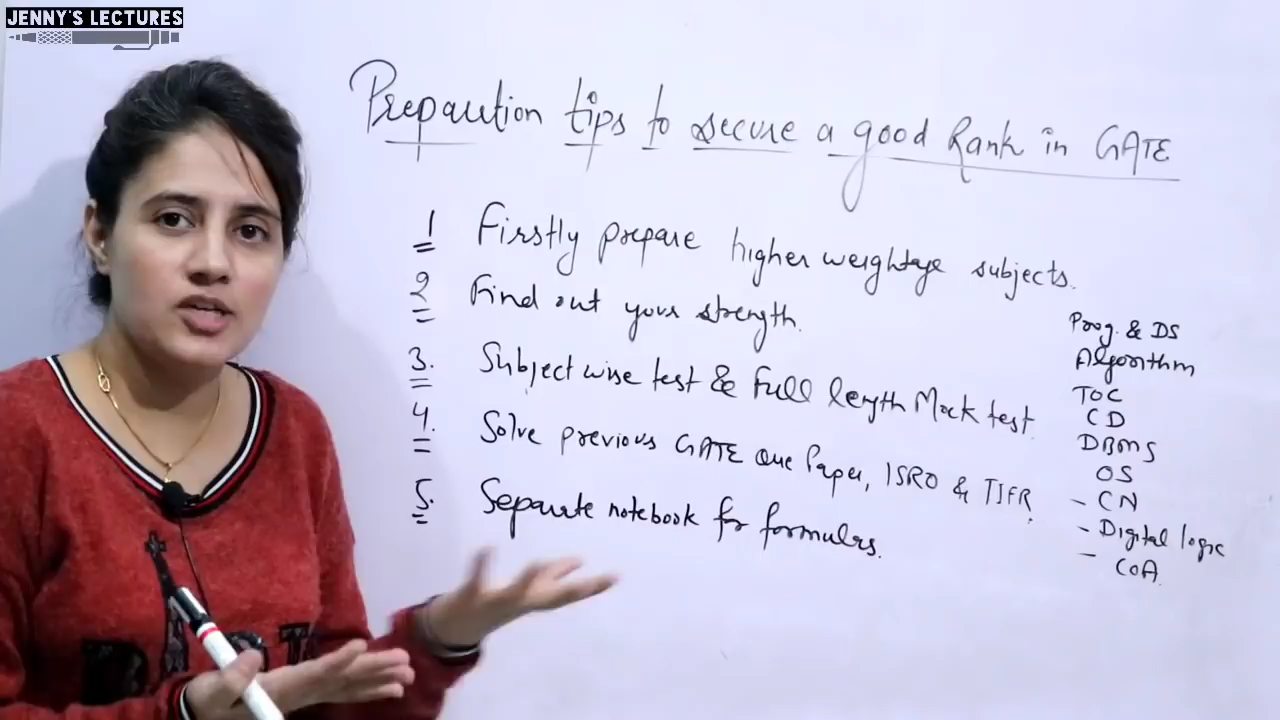 JENNY'S LECTURES
Preparation tips to secure a good Rank in GATE
1 Firstly prepare higher weightage subjects.
2 Find out your strength.
3. Subject wise test & Full length Mock test.
4. Solve previous GATE Que Paper, ISRO & TIFR.
5. Separate notebook for formulas.
Prog. & DS
Algorithm
TOC
CD
DBMS
OS
- CN
- Digital logic
- COA